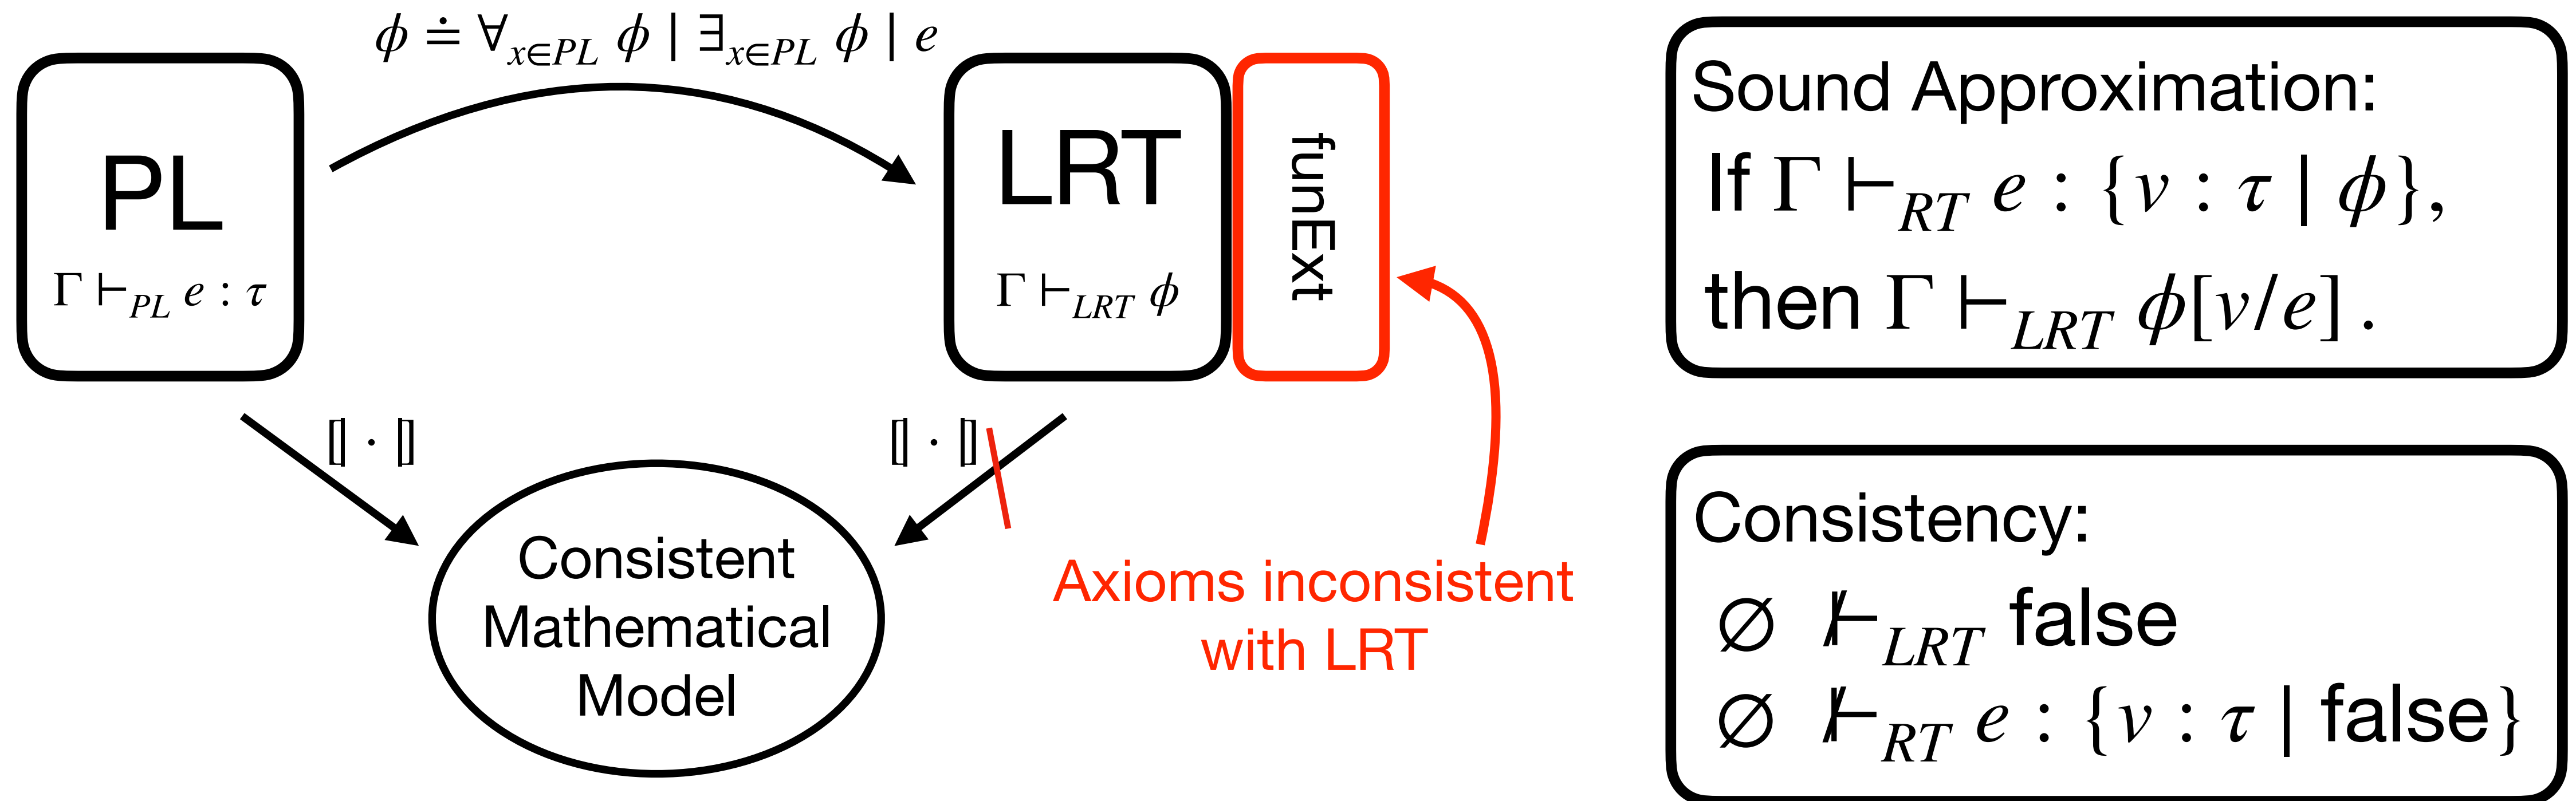 ϕ ≐ ∀x∈PL ϕ | ∃x∈PL ϕ | e
PL
Γ ⊢PL e : τ
LRT
Γ ⊢LRT ϕ
funExt
⟦ · ⟧
⟦ · ⟧
Consistent
Mathematical
Model
Axioms inconsistent
with LRT
Sound Approximation:
If Γ ⊢RT e : {v : τ | ϕ},
then Γ ⊢LRT ϕ[v/e] .
Consistency:
∅ ⊬LRT false
∅ ⊬RT e : {v : τ | false}